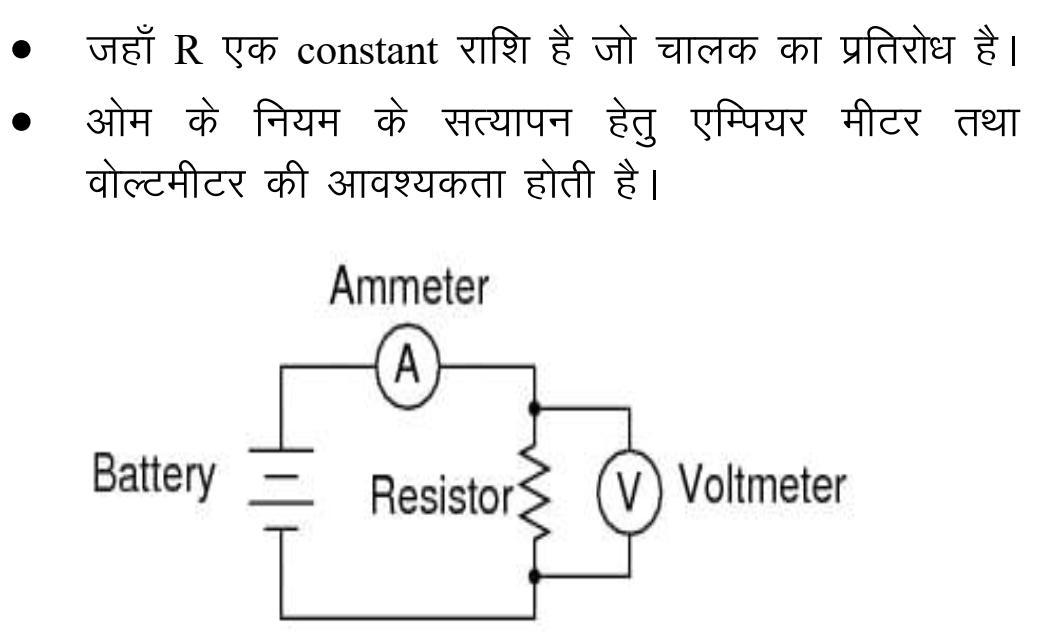 • जहाँ R एक constant राशि है जो चालक का प्रतिरोध है।
• ओम के नियम के सत्यापन हेतु एम्पियर मीटर तथा
वोल्टमीटर की आवश्यकता होती है।
Ammeter
A
Battery
Resistor
V
Voltmeter